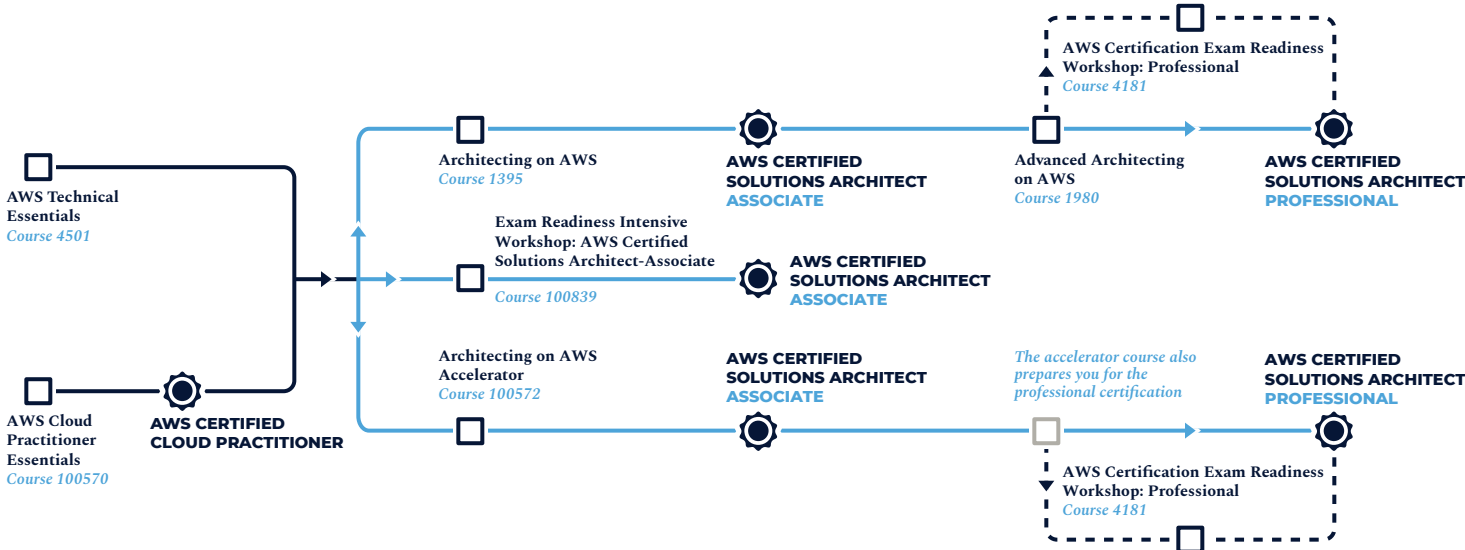 AWS Technical
Essentials
Course 4501
AWS Cloud
Practitioner
Essentials
Course 100570
AWS CERTIFIED
CLOUD PRACTITIONER
Architecting on AWS
Course 1395
AWS CERTIFIED
SOLUTIONS ARCHITECT
ASSOCIATE
Advanced Architecting
on AWS
Course 1980
AWS Certification Exam Readiness
Workshop: Professional
Course 4181
AWS CERTIFIED
SOLUTIONS ARCHITECT
PROFESSIONAL
Exam Readiness Intensive
Workshop: AWS Certified
Solutions Architect-Associate
Course 100839
AWS CERTIFIED
SOLUTIONS ARCHITECT
ASSOCIATE
Architecting on AWS
Accelerator
Course 100572
AWS CERTIFIED
SOLUTIONS ARCHITECT
ASSOCIATE
The accelerator course also
prepares you for the
professional certification
AWS CERTIFIED
SOLUTIONS ARCHITECT
PROFESSIONAL
AWS Certification Exam Readiness
Workshop: Professional
Course 4181